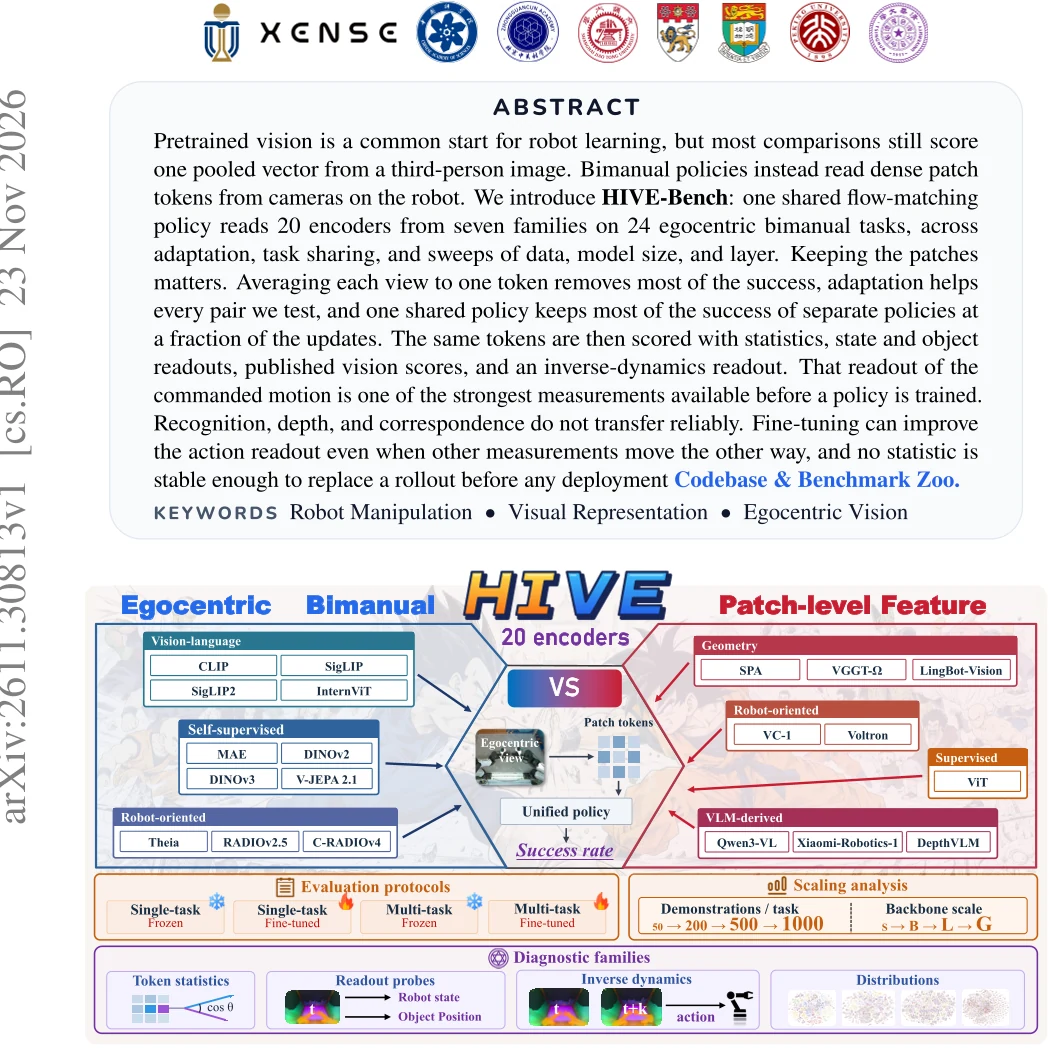 XENSE
arXiv:2611.30813v1 [cs.RO] 23 Nov 2026
ABSTRACT
Pretrained vision is a common start for robot learning, but most comparisons still score
one pooled vector from a third-person image. Bimanual policies instead read dense patch
tokens from cameras on the robot. We introduce HIVE-Bench: one shared flow-matching
policy reads 20 encoders from seven families on 24 egocentric bimanual tasks, across
adaptation, task sharing, and sweeps of data, model size, and layer. Keeping the patches
matters. Averaging each view to one token removes most of the success, adaptation helps
every pair we test, and one shared policy keeps most of the success of separate policies at
a fraction of the updates. The same tokens are then scored with statistics, state and object
readouts, published vision scores, and an inverse-dynamics readout. That readout of the
commanded motion is one of the strongest measurements available before a policy is trained.
Recognition, depth, and correspondence do not transfer reliably. Fine-tuning can improve
the action readout even when other measurements move the other way, and no statistic is
stable enough to replace a rollout before any deployment Codebase & Benchmark Zoo.
KEYWORDS Robot Manipulation • Visual Representation • Egocentric Vision
Egocentric Bimanual HIVE Patch-level Feature
20 encoders
Vision-language
CLIP SigLIP
SigLIP2 InternViT
Self-supervised
MAE DINOv2
DINOv3 V-JEPA 2.1
Robot-oriented
Theia RADIOv2.5 C-RADIOv4
VS
Patch tokens
Egocentric
View
Unified policy
Success rate
Geometry
SPA VGGT-Ω LingBot-Vision
Robot-oriented
VC-1 Voltron
Supervised
ViT
VLM-derived
Qwen3-VL Xiaomi-Robotics-1 DepthVLM
Evaluation protocols
Single-task Single-task Multi-task Multi-task
Frozen Fine-tuned Frozen Fine-tuned
Scaling analysis
Demonstrations / task Backbone scale
50 → 200 → 500 → 1000 S → B → L → G
Diagnostic families
Token statistics
cos θ
Readout probes
t
Robot state
Object Position
Inverse dynamics
t t+k
action
Distributions